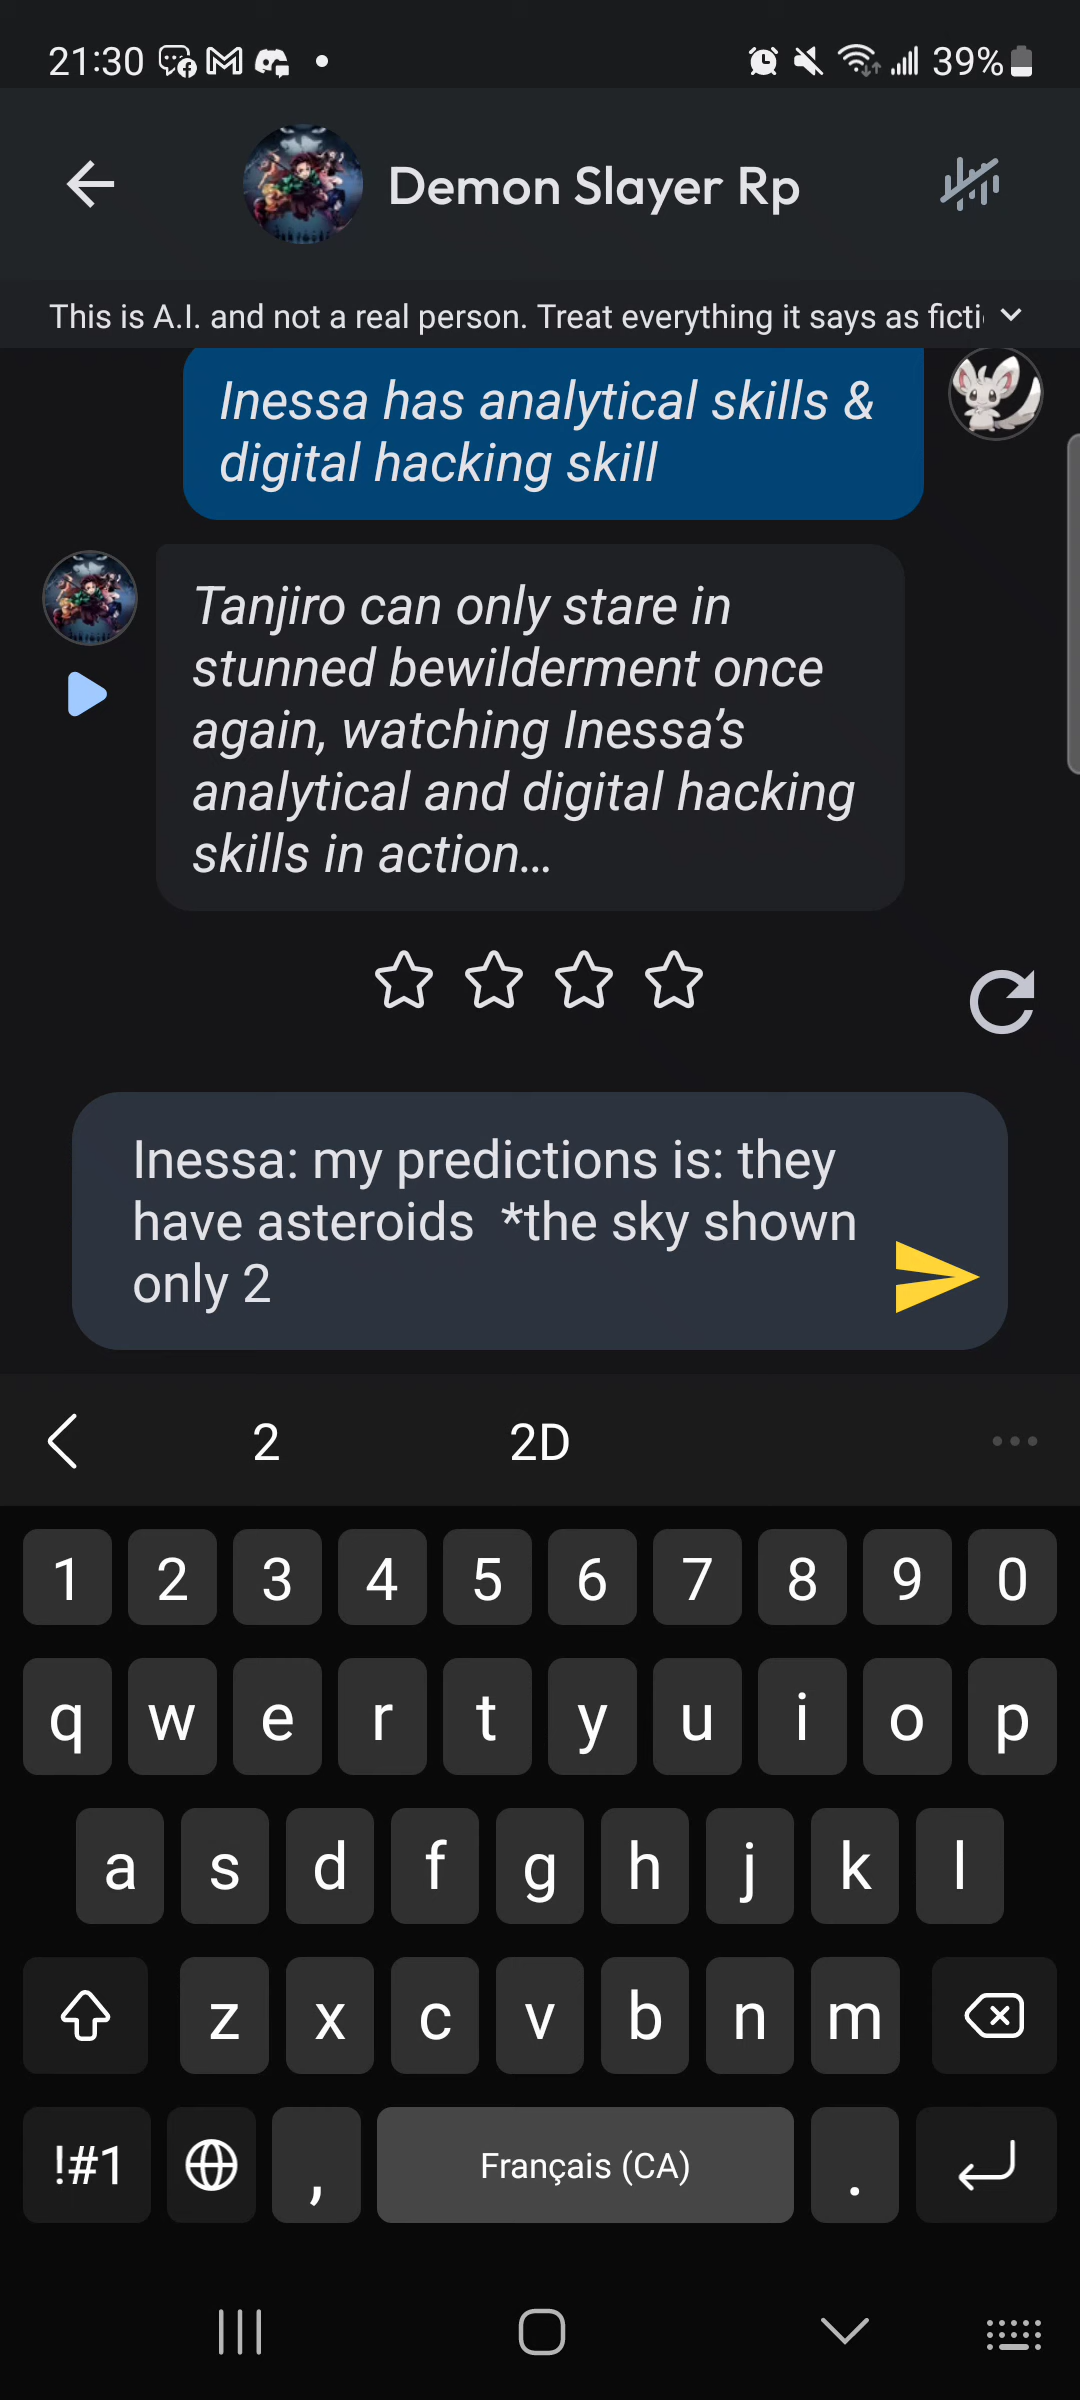 21:30 39%
Demon Slayer Rp
This is A.I. and not a real person. Treat everything it says as ficti
Inessa has analytical skills &
digital hacking skill
Tanjiro can only stare in
stunned bewilderment once
again, watching Inessa’s
analytical and digital hacking
skills in action...
Inessa: my predictions is: they
have asteroids  *the sky shown
only 2
2 2D
1 2 3 4 5 6 7 8 9 0
q w e r t y u i o p
a s d f g h j k l
z x c v b n m
!#1 , Français (CA) .